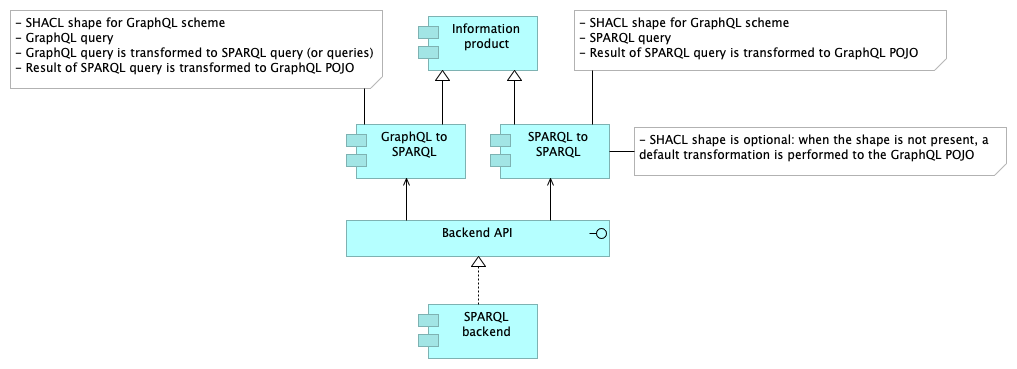 - SHACL shape for GraphQL scheme
- GraphQL query
- GraphQL query is transformed to SPARQL query (or queries)
- Result of SPARQL query is transformed to GraphQL POJO
Information
product
- SHACL shape for GraphQL scheme
- SPARQL query
- Result of SPARQL query is transformed to GraphQL POJO
GraphQL to
SPARQL
SPARQL to
SPARQL
- SHACL shape is optional: when the shape is not present, a
default transformation is performed to the GraphQL POJO
Backend API
SPARQL
backend